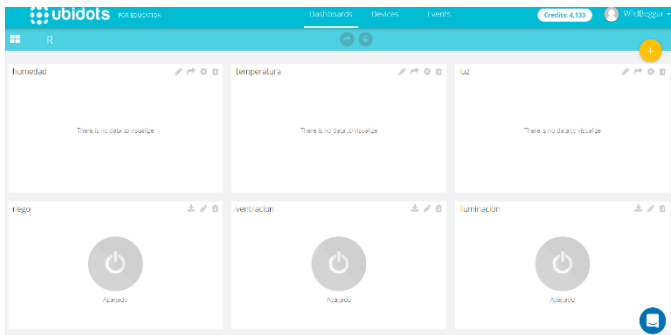 ubidots FOR EDUCATION Dashboards Devices Events Credits: 4,133 WildBeggur
R
humedad temperatura luz
There is no data to visualize There is no data to visualize There is no data to visualize
riego ventilacion iluminacion
Apagado Apagado Apagado